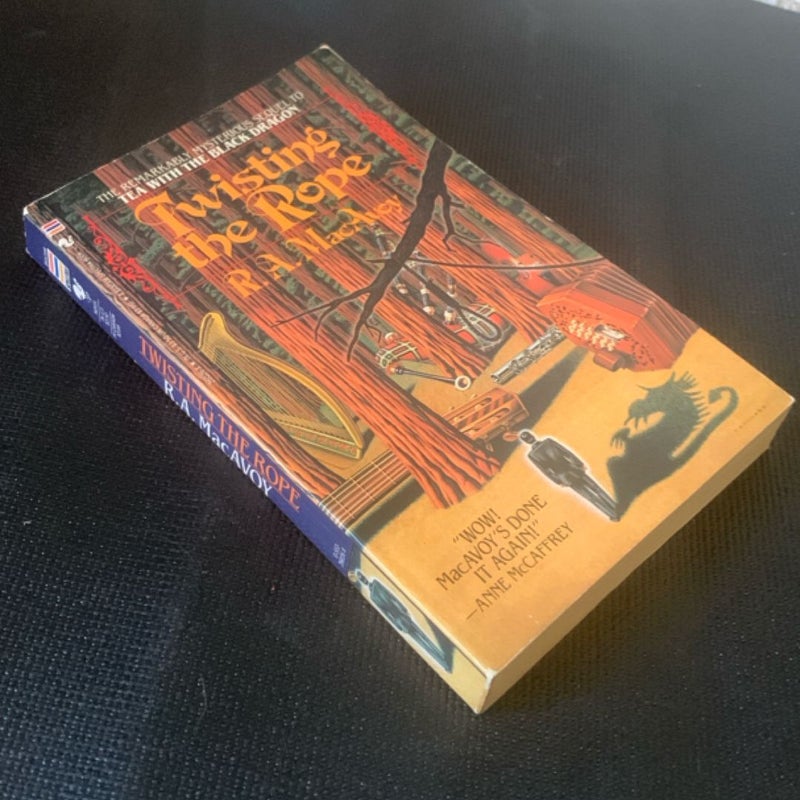 THE REMARKABLY MYSTERIOUS SEQUEL TO
TEA WITH THE BLACK DRAGON
Twisting
the Rope
R.A. MacAvoy
"WOW!
MacAVOY'S DONE
IT AGAIN!"
—ANNE McCAFFREY
TWISTING THE ROPE
R.A. MacAVOY